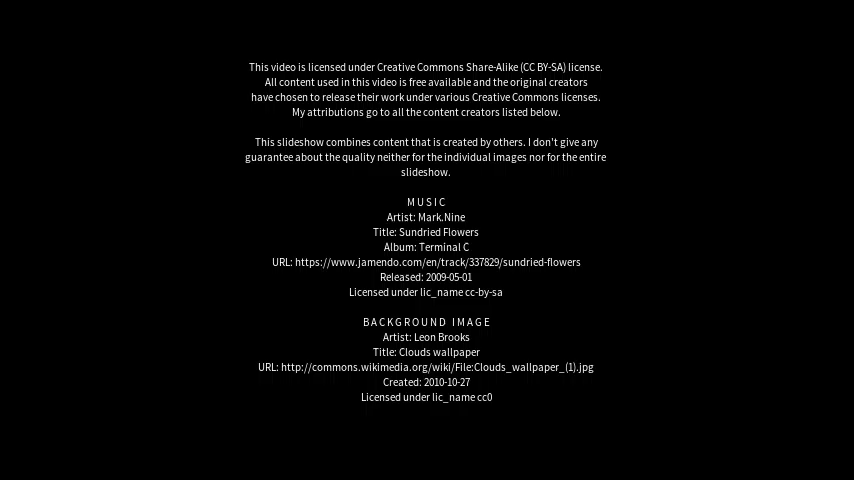 This video is licensed under Creative Commons Share-Alike (CC BY-SA) license.
All content used in this video is free available and the original creators
have chosen to release their work under various Creative Commons licenses.
My attributions go to all the content creators listed below.
This slideshow combines content that is created by others. I don't give any
guarantee about the quality neither for the individual images nor for the entire
slideshow.
MUSIC
Artist: Mark.Nine
Title: Sundried Flowers
Album: Terminal C
URL: https://www.jamendo.com/en/track/337829/sundried-flowers
Released: 2009-05-01
Licensed under lic_name cc-by-sa
BACKGROUND IMAGE
Artist: Leon Brooks
Title: Clouds wallpaper
URL: http://commons.wikimedia.org/wiki/File:Clouds_wallpaper_(1).jpg
Created: 2010-10-27
Licensed under lic_name cc0